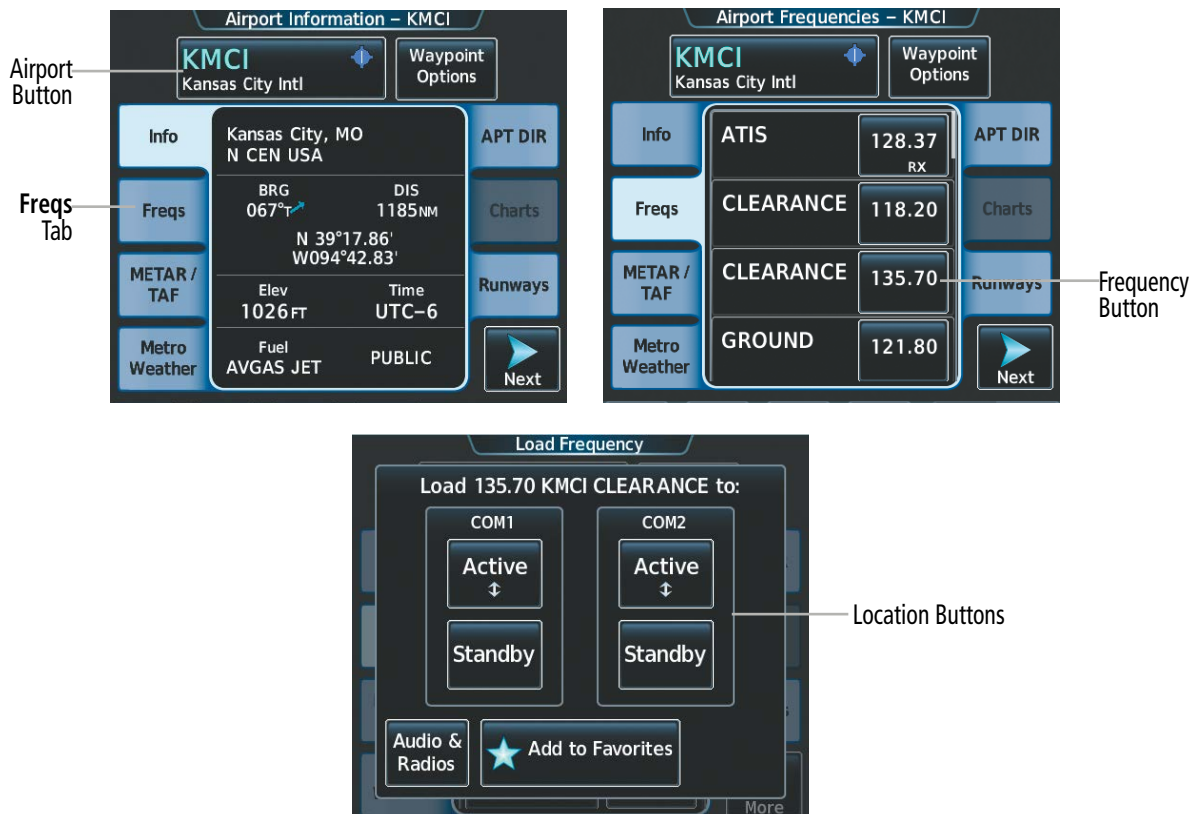 Airport Information – KMCI
KMCI
Kansas City Intl
Waypoint
Options
Airport
Button
Info
Freqs
Freqs
Tab
METAR /
TAF
Metro
Weather
Kansas City, MO
N CEN USA
BRG
067°T
DIS
1185NM
N 39°17.86'
W094°42.83'
Elev
1026FT
Time
UTC–6
Fuel
AVGAS JET
PUBLIC
APT DIR
Charts
Runways
Next
Airport Frequencies – KMCI
KMCI
Kansas City Intl
Waypoint
Options
Info
Freqs
METAR /
TAF
Metro
Weather
ATIS
128.37
RX
CLEARANCE
118.20
CLEARANCE
135.70
GROUND
121.80
APT DIR
Charts
Runways
Next
Frequency
Button
Load Frequency
Load 135.70 KMCI CLEARANCE to:
COM1
Active
Standby
COM2
Active
Standby
Location Buttons
Audio &
Radios
Add to Favorites
More